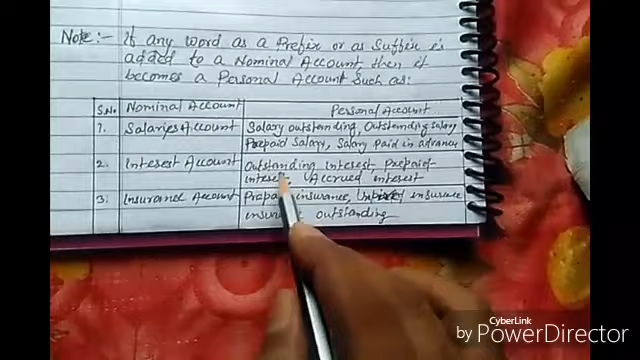 Note:- If any word as a Prefix or as Suffix is
added to a Nominal Account, then it
becomes a Personal Account such as:
S.No. Nominal Account Personal Account
1. Salaries Account Salary outstanding, Outstanding Salary
Prepaid Salary, Salary Paid in advance
2. Interest Account Outstanding interest Prepaid
interest Accrued interest
3. Insurance Account insurance, insurance
outstanding
CyberLink
by PowerDirector